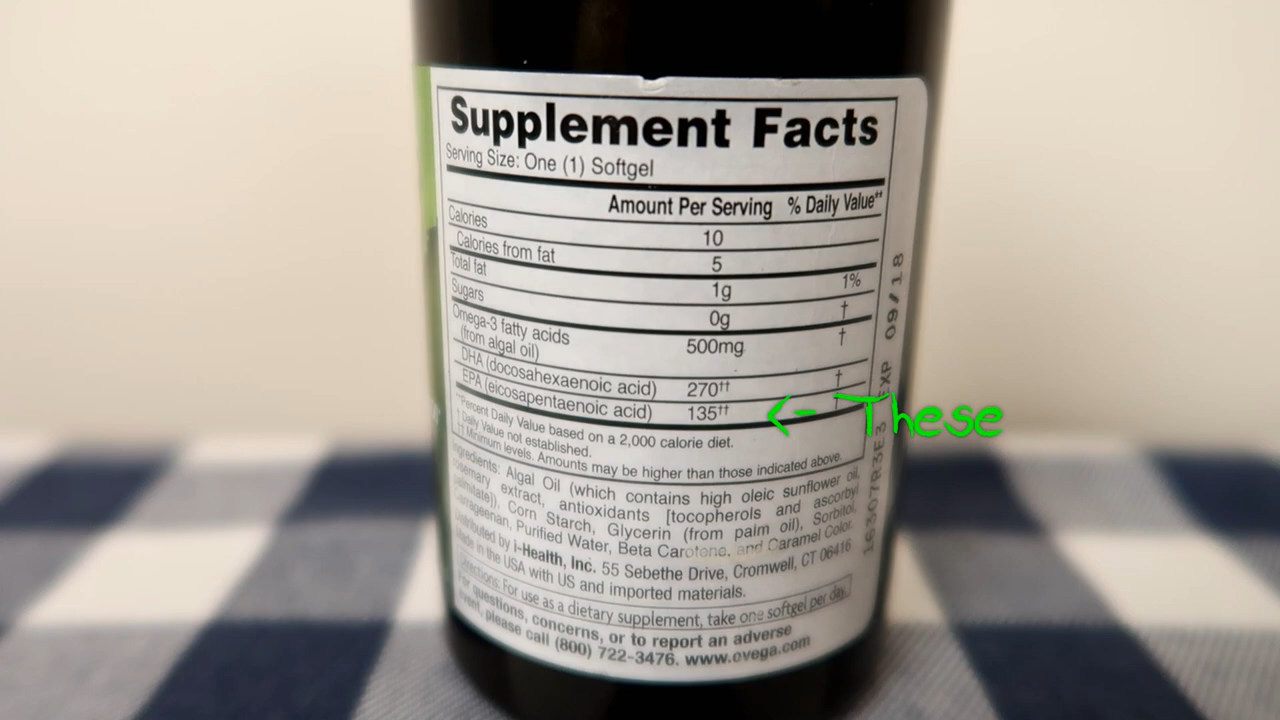 Supplement Facts
Serving Size: One (1) Softgel
Amount Per Serving % Daily Value**
Calories 10
Calories from fat 5
Total fat 1g 1%
Sugars 0g †
Omega-3 fatty acids 500mg †
(from algal oil)
DHA (docosahexaenoic acid) 270†† †
EPA (eicosapentaenoic acid) 135†† †
<- These
**Percent Daily Value based on a 2,000 calorie diet.
† Daily Value not established.
†† Minimum levels. Amounts may be higher than those indicated above.
Ingredients: Algal Oil (which contains high oleic sunflower oil,
rosemary extract, antioxidants [tocopherols and ascorbyl
palmitate]), Corn Starch, Glycerin (from palm oil), Sorbitol,
Carrageenan, Purified Water, Beta Carotene, and Caramel Color.
Distributed by i-Health, Inc. 55 Sebethe Drive, Cromwell, CT 06416
Made in the USA with US and imported materials.
Directions: For use as a dietary supplement, take one softgel per day.
For questions, concerns, or to report an adverse
event, please call (800) 722-3476. www.ovega.com
EXP 09/18